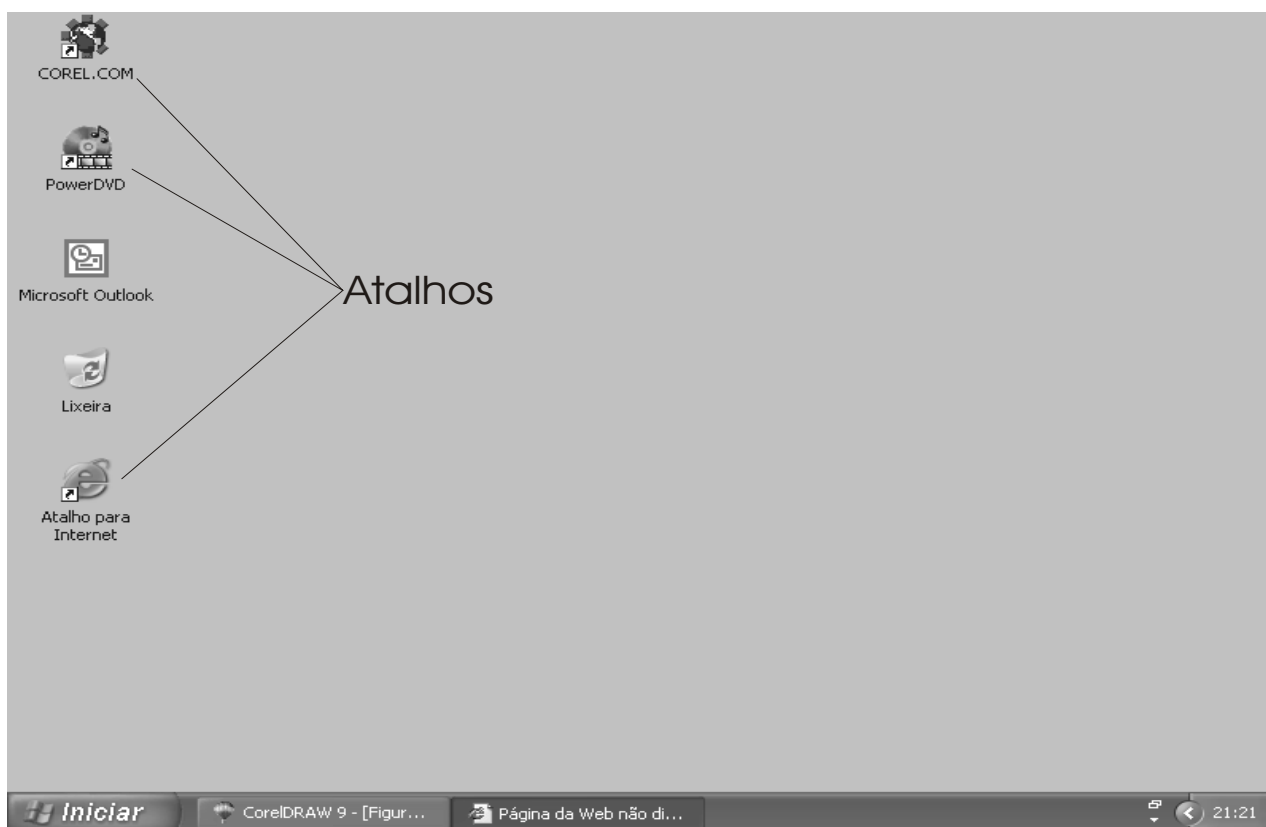 COREL.COM
PowerDVD
Microsoft Outlook
Atalhos
Lixeira
Atalho para
Internet
Iniciar
CorelDRAW 9 - [Figur...
Página da Web não di...
21:21